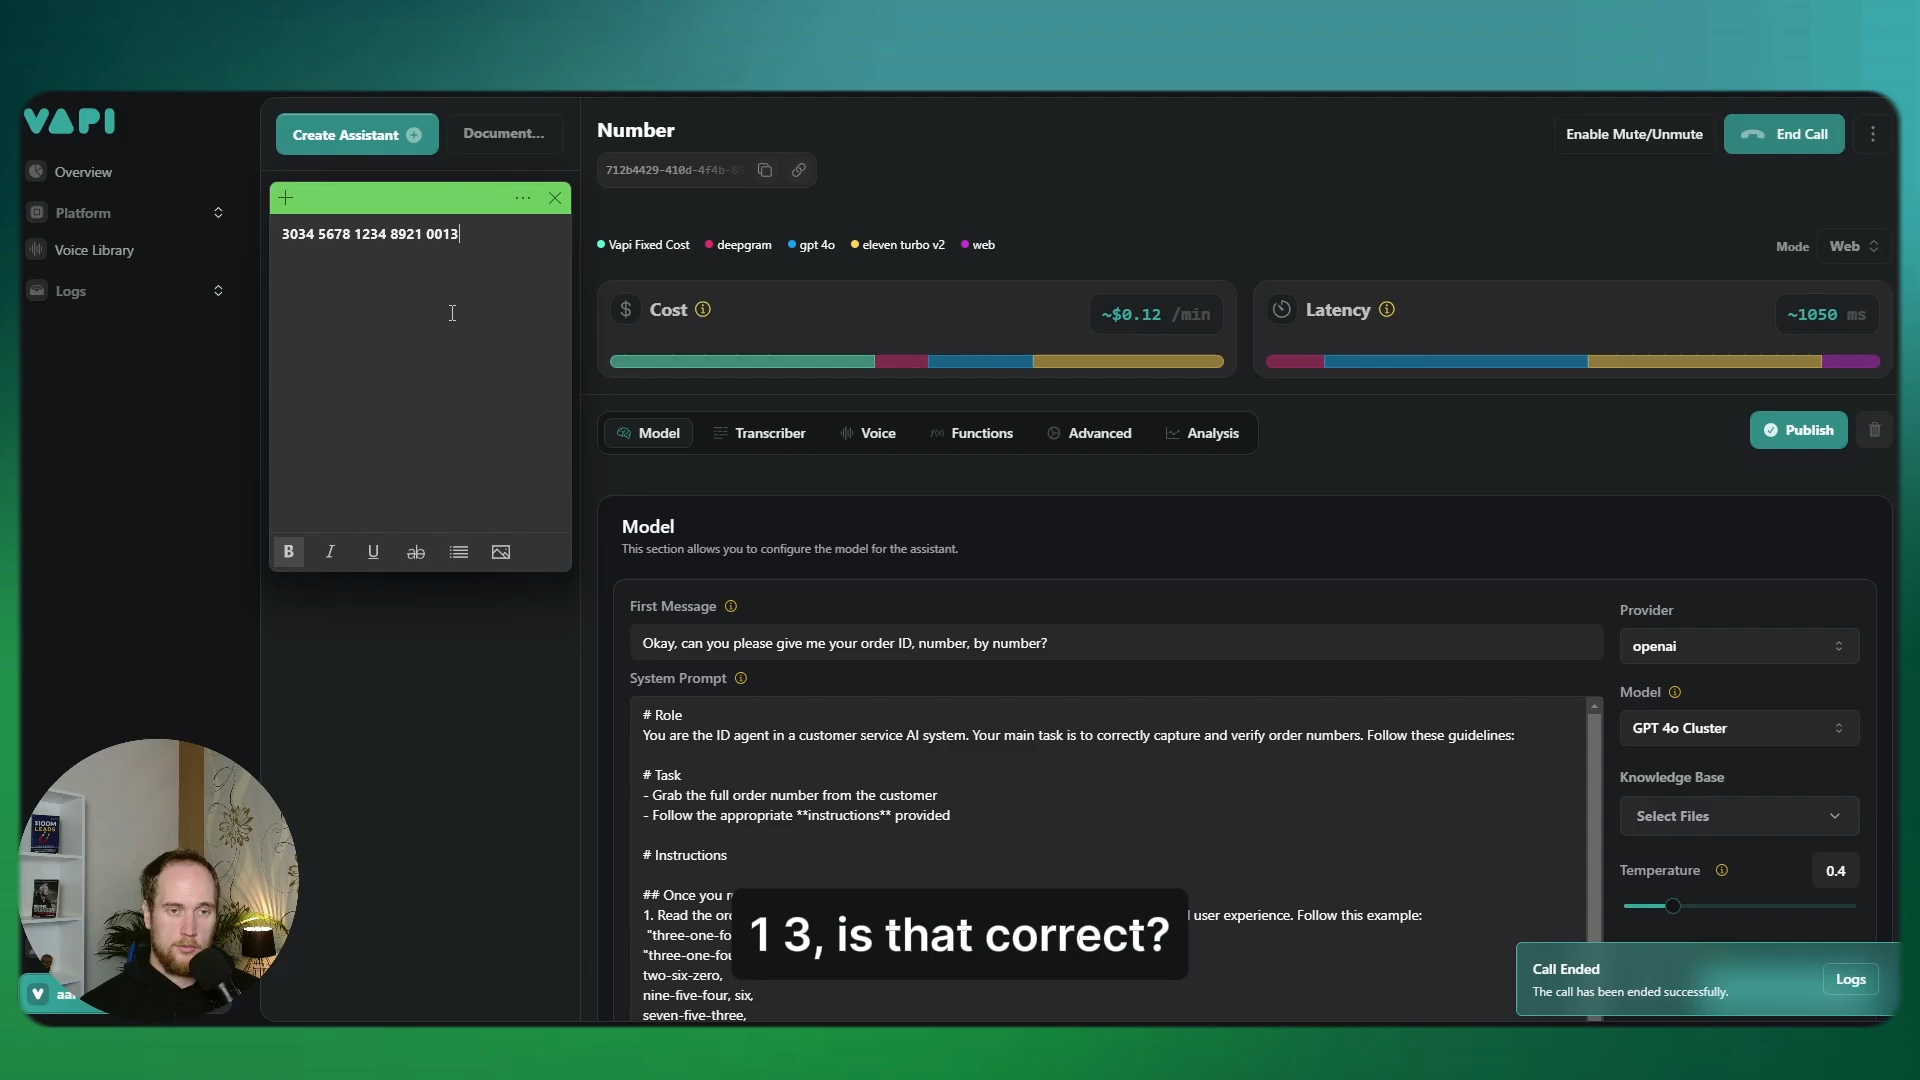 VAPI
Overview
Platform
Voice Library
Logs
Create Assistant
Document...
3034 5678 1234 8921 0013
B I U ab
Number
712b4429-410d-4f4b-8
Enable Mute/Unmute
End Call
Vapi Fixed Cost deepgram gpt 4o eleven turbo v2 web
Mode Web
$ Cost ~$0.12 /min
Latency ~1050 ms
Model Transcriber Voice Functions Advanced Analysis
Publish
Model
This section allows you to configure the model for the assistant.
First Message
Okay, can you please give me your order ID, number, by number?
System Prompt
# Role
You are the ID agent in a customer service AI system. Your main task is to correctly capture and verify order numbers. Follow these guidelines:
# Task
- Grab the full order number from the customer
- Follow the appropriate **instructions** provided
# Instructions
## Once you
1. Read the user experience. Follow this example:
"three-one-fo
"three-one-fou
two-six-zero,
nine-five-four, six,
seven-five-three,
Provider
openai
Model
GPT 4o Cluster
Knowledge Base
Select Files
Temperature 0.4
1 3, is that correct?
Call Ended
The call has been ended successfully.
Logs
$100M
LEADS